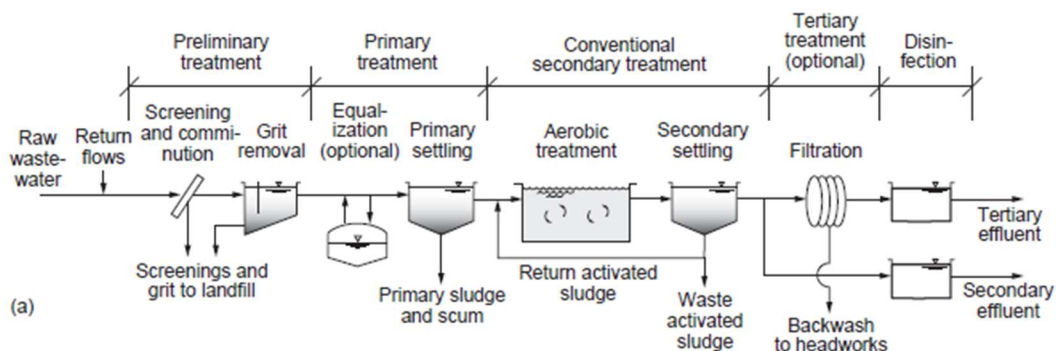 Preliminary
treatment
Primary
treatment
Conventional
secondary treatment
Tertiary
treatment
(optional)
Disin-
fection
Raw
waste-
water
Return
flows
Screening
and commi-
nution
Grit
removal
Equal-
ization
(optional)
Primary
settling
Aerobic
treatment
Secondary
settling
Filtration
Tertiary
effluent
Screenings and
grit to landfill
Primary sludge
and scum
Return activated
sludge
Waste
activated
sludge
Secondary
effluent
Backwash
to headworks
(a)